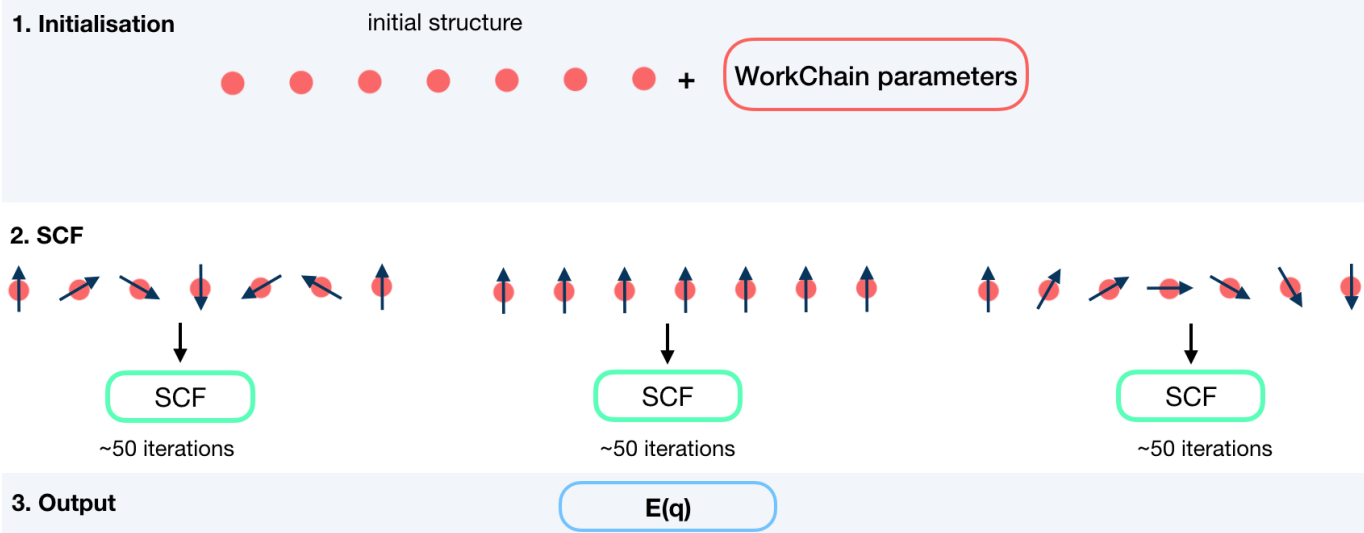 1. Initialisation
initial structure
+
WorkChain parameters
2. SCF
SCF
SCF
SCF
~50 iterations
~50 iterations
~50 iterations
3. Output
E(q)